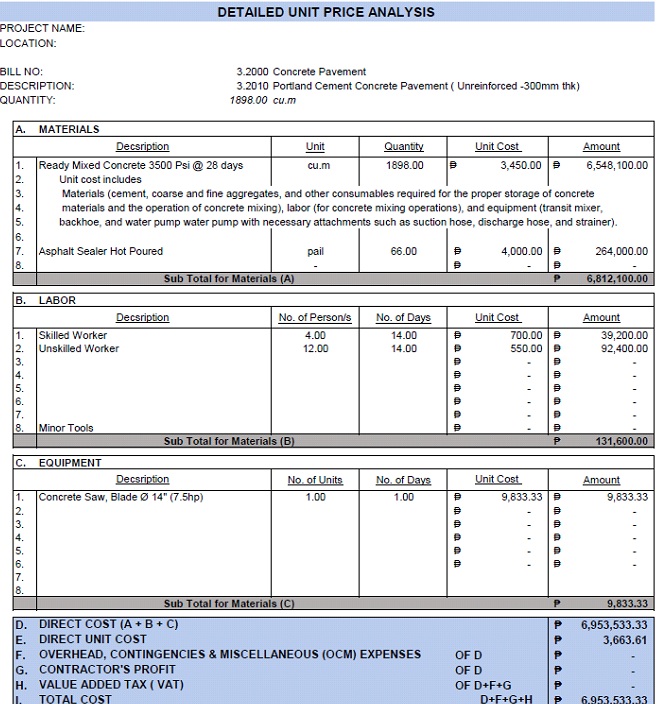 DETAILED UNIT PRICE ANALYSIS
PROJECT NAME:
LOCATION:
BILL NO: 3.2000 Concrete Pavement
DESCRIPTION: 3.2010 Portland Cement Concrete Pavement ( Unreinforced -300mm thk)
QUANTITY: 1898.00 cu.m
A. MATERIALS
Decsription Unit Quantity Unit Cost Amount
1. Ready Mixed Concrete 3500 Psi @ 28 days cu.m 1898.00 ₱ 3,450.00 ₱ 6,548,100.00
2. Unit cost includes
3. Materials (cement, coarse and fine aggregates, and other consumables required for the proper storage of concrete
4. materials and the operation of concrete mixing), labor (for concrete mixing operations), and equipment (transit mixer,
5. backhoe, and water pump water pump with necessary attachments such as suction hose, discharge hose, and strainer).
6.
7. Asphalt Sealer Hot Poured pail 66.00 ₱ 4,000.00 ₱ 264,000.00
8. - ₱ - ₱ -
Sub Total for Materials (A) ₱ 6,812,100.00
B. LABOR
Decsription No. of Person/s No. of Days Unit Cost Amount
1. Skilled Worker 4.00 14.00 ₱ 700.00 ₱ 39,200.00
2. Unskilled Worker 12.00 14.00 ₱ 550.00 ₱ 92,400.00
3. ₱ - ₱ -
4. ₱ - ₱ -
5. ₱ - ₱ -
6. ₱ - ₱ -
7. ₱ - ₱ -
8. Minor Tools ₱ - ₱ -
Sub Total for Materials (B) ₱ 131,600.00
C. EQUIPMENT
Decsription No. of Units No. of Days Unit Cost Amount
1. Concrete Saw, Blade Ø 14" (7.5hp) 1.00 1.00 ₱ 9,833.33 ₱ 9,833.33
2. ₱ - ₱ -
3. ₱ - ₱ -
4. ₱ - ₱ -
5. ₱ - ₱ -
6. ₱ - ₱ -
7.
8.
Sub Total for Materials (C) ₱ 9,833.33
D. DIRECT COST (A + B + C) ₱ 6,953,533.33
E. DIRECT UNIT COST ₱ 3,663.61
F. OVERHEAD, CONTINGENCIES & MISCELLANEOUS (OCM) EXPENSES OF D ₱ -
G. CONTRACTOR'S PROFIT OF D ₱ -
H. VALUE ADDED TAX ( VAT) OF D+F+G ₱ -
I. TOTAL COST D+F+G+H ₱ 6,953,533.33